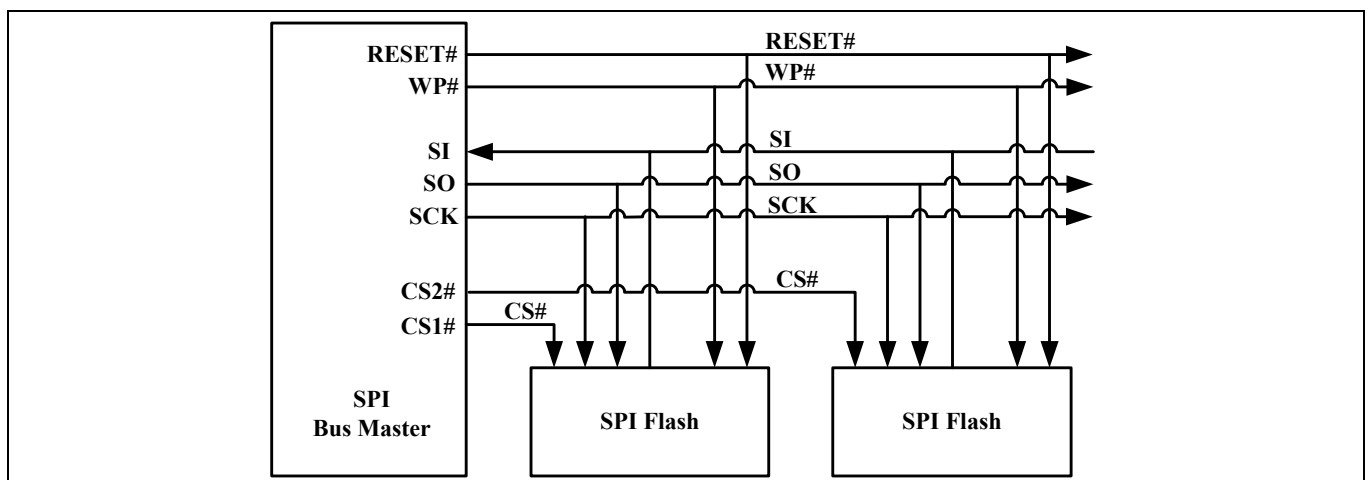 RESET#
RESET#
WP#
WP#
SI
SI
SO
SO
SCK
SCK
CS2#
CS#
CS1#
CS#
SPI
Bus Master
SPI Flash
SPI Flash